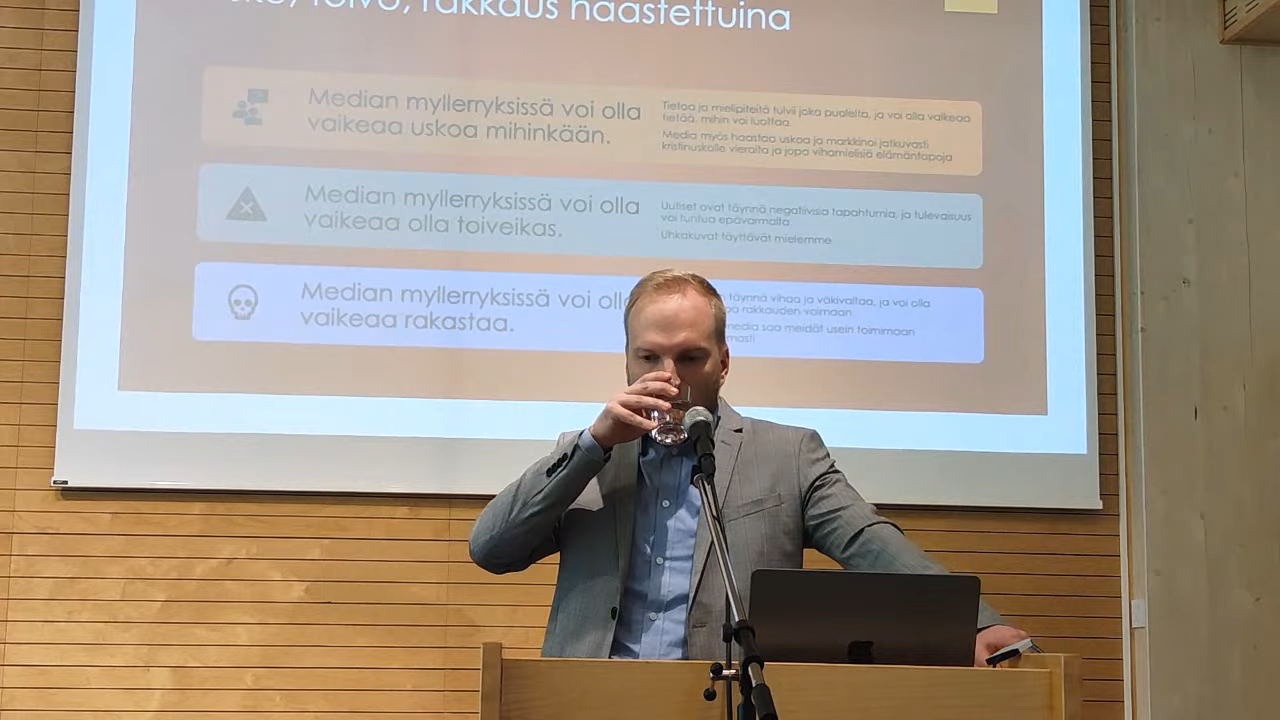 toivo, rakkaus haastettuina
Median myllerryksissä voi olla
vaikeaa uskoa mihinkään.
Tietoa ja mielipiteitä tulvii joka puolelta, ja voi olla vaikeaa
tietää, mihin voi luottaa.
Media myös haastaa uskoa ja markkinoi jatkuvasti
kristinuskolle vieraita ja jopa vihamielisiä elämäntapoja
Median myllerryksissä voi olla
vaikeaa olla toiveikas.
Uutiset ovat täynnä negatiivisia tapahtumia, ja tulevaisuus
voi tuntua epävarmalta.
Uhkakuvat täyttävät mielemme
Median myllerryksissä voi olla
vaikeaa rakastaa.
täynnä vihaa ja väkivaltaa, ja voi olla
rakkauden voimaan.
media saa meidät usein toimimaan